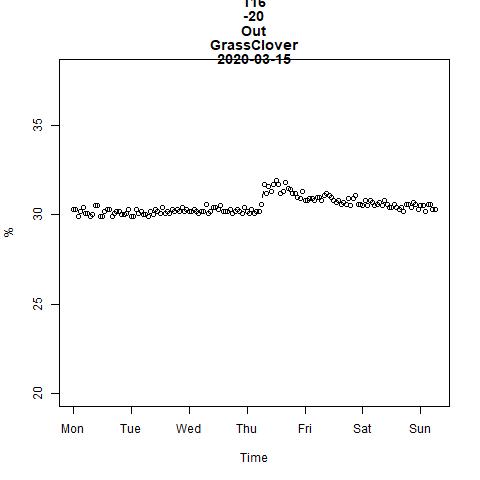 T16
-20
Out
GrassClover
2020-03-15
35
30
25
20
%
Mon Tue Wed Thu Fri Sat Sun
Time